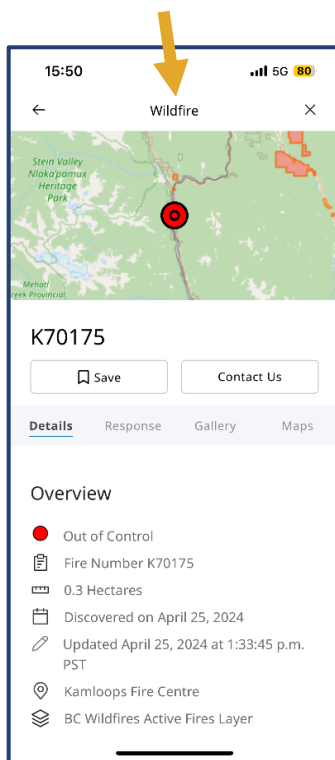 15:50
5G 80
Wildfire
Stein Valley
Nlaka'pamux
Heritage
Park
Mehatl
reek Provincial
K70175
Save
Contact Us
Details Response Gallery Maps
Overview
Out of Control
Fire Number K70175
0.3 Hectares
Discovered on April 25, 2024
Updated April 25, 2024 at 1:33:45 p.m.
PST
Kamloops Fire Centre
BC Wildfires Active Fires Layer